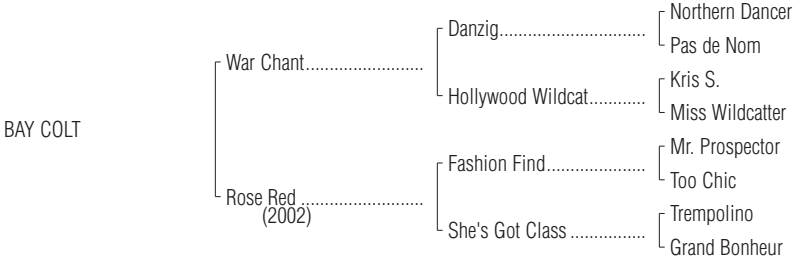 Northern Dancer
Danzig..............................
Pas de Nom
War Chant........................
Kris S.
Hollywood Wildcat............
Miss Wildcatter
BAY COLT
Mr. Prospector
Fashion Find.....................
Too Chic
Rose Red .........................
(2002)
Trempolino
She's Got Class ................
Grand Bonheur